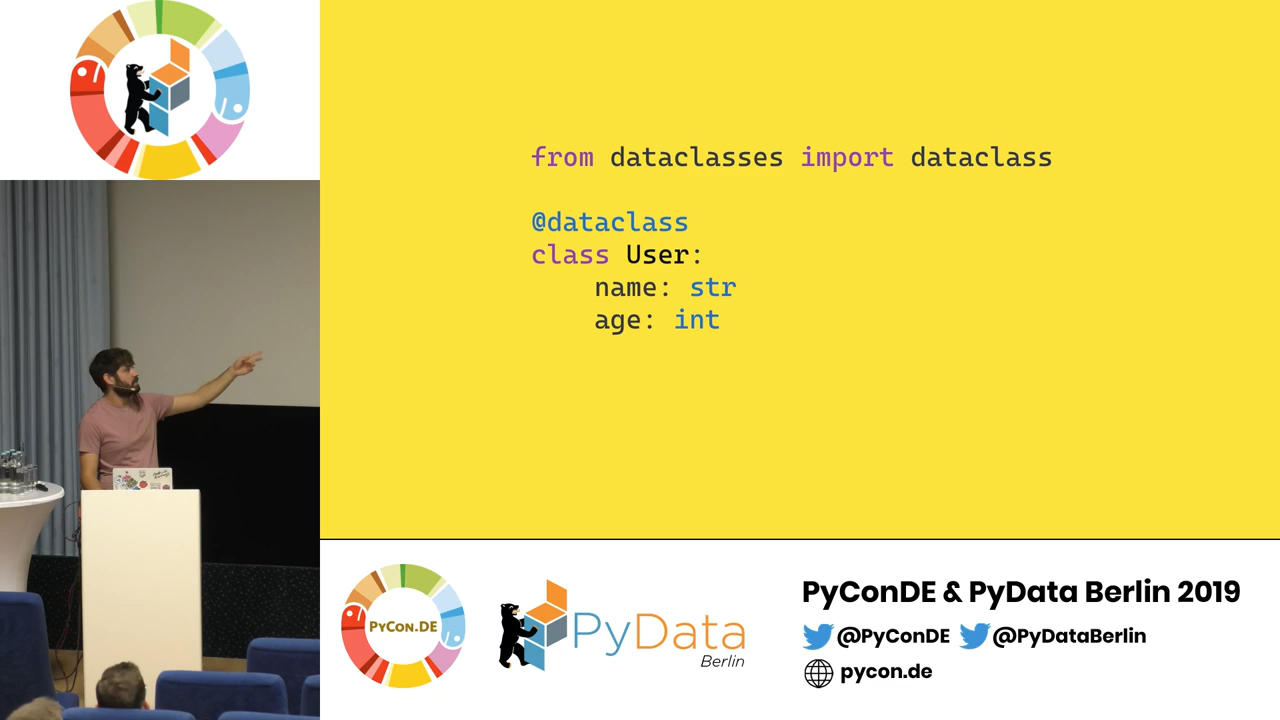 from dataclasses import dataclass
@dataclass
class User:
    name: str
    age: int
PyCon.DE
PyData
Berlin
PyConDE & PyData Berlin 2019
@PyConDE @PyDataBerlin
pycon.de